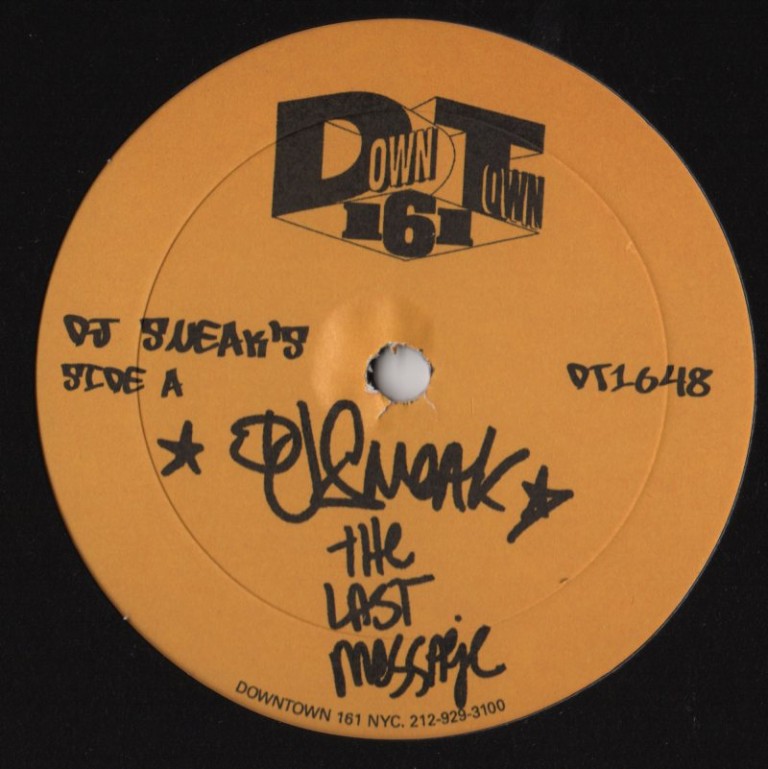 DOWN TOWN
161
DJ SNEAK'S
SIDE A
DT1648
DJ SNEAK
THE
LAST
MESSAGE
DOWNTOWN 161 NYC. 212-929-3100